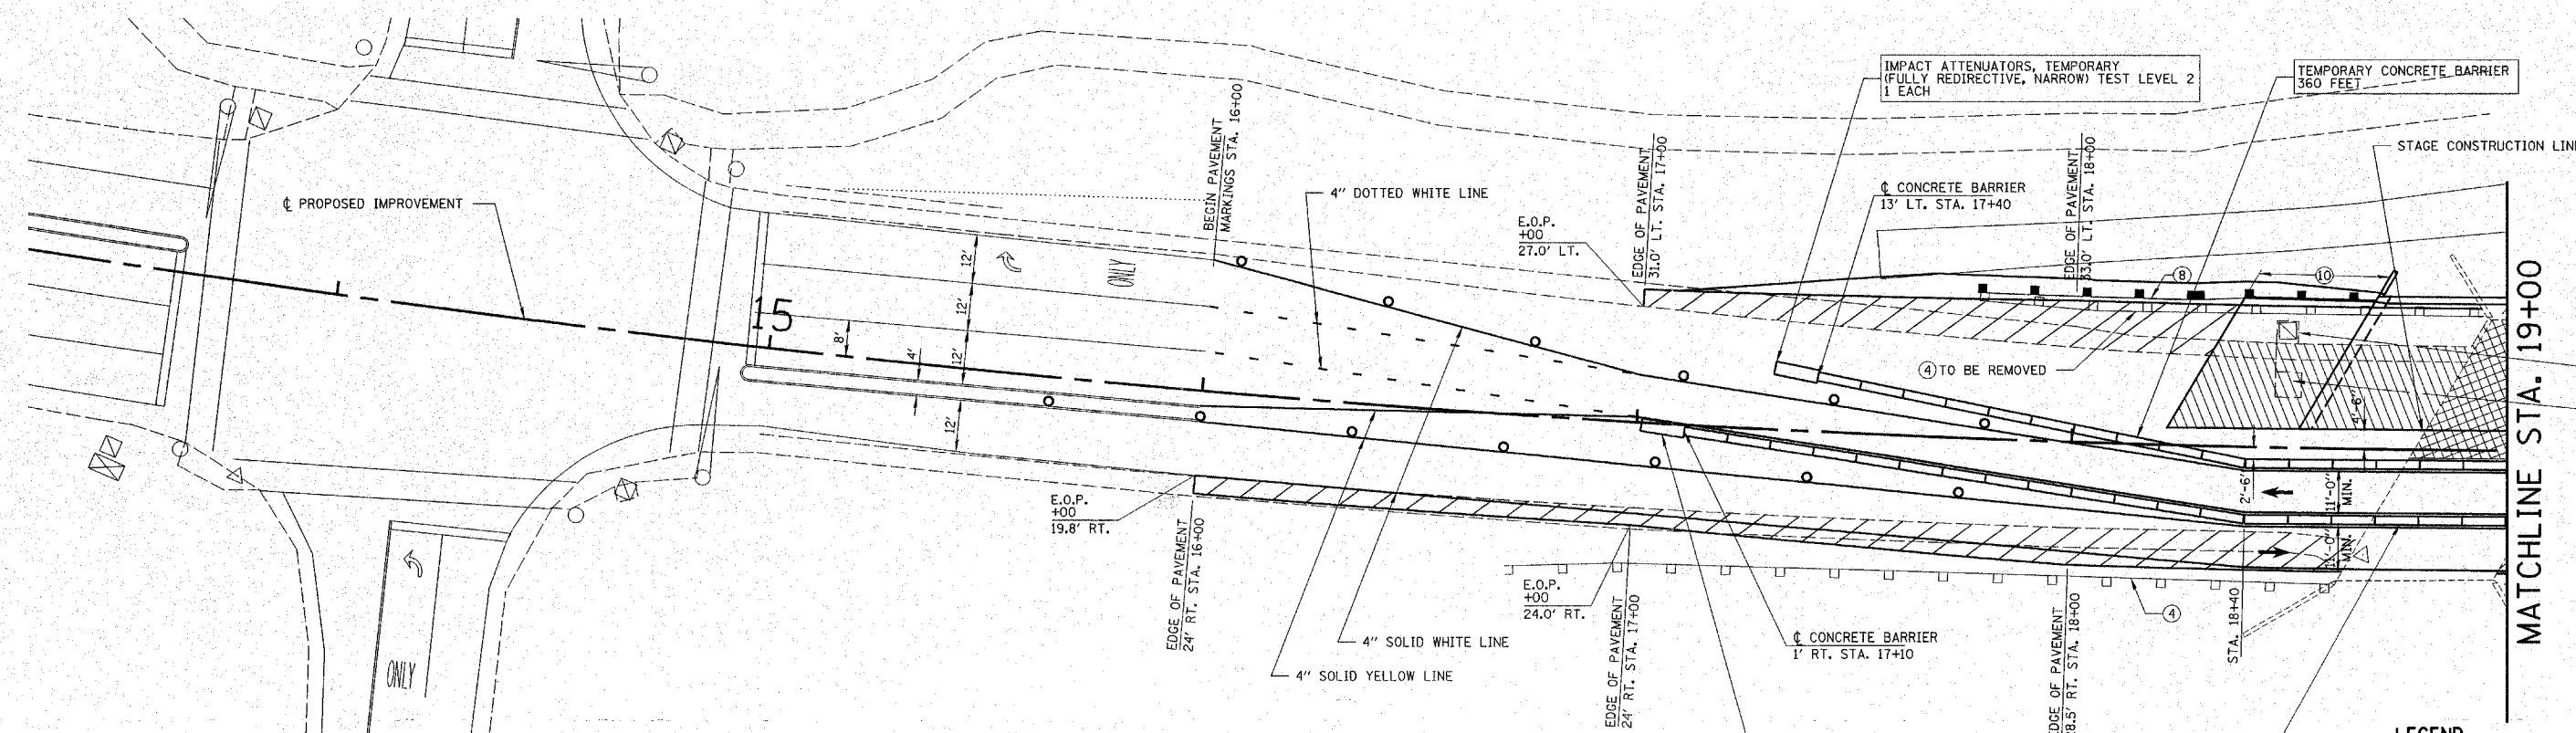 IMPACT ATTENUATORS, TEMPORARY
(FULLY REDIRECTIVE, NARROW) TEST LEVEL 2
1 EACH
TEMPORARY CONCRETE BARRIER
360 FEET
STAGE CONSTRUCTION LINE
BEGIN PAVEMENT
MARKINGS STA. 16+00
EDGE OF PAVEMENT
31.0' LT. STA. 17+00
EDGE OF PAVEMENT
33.0' LT. STA. 18+00
℄ PROPOSED IMPROVEMENT
4" DOTTED WHITE LINE
℄ CONCRETE BARRIER
13' LT. STA. 17+40
E.O.P.
+00
27.0' LT.
12'
ONLY
8
10
15
12'
8'
4'
12'
12'
4 TO BE REMOVED
4'-6"
MATCHLINE STA. 19+00
2'-6"
11'-0"
MIN.
11'-0"
MIN.
E.O.P.
+00
19.8' RT.
EDGE OF PAVEMENT
24' RT. STA. 16+00
E.O.P.
+00
24.0' RT.
EDGE OF PAVEMENT
24' RT. STA. 17+00
4" SOLID WHITE LINE
4" SOLID YELLOW LINE
℄ CONCRETE BARRIER
1' RT. STA. 17+10
EDGE OF PAVEMENT
28.5' RT. STA. 18+00
4
STA. 18+40
ONLY
LEGEND